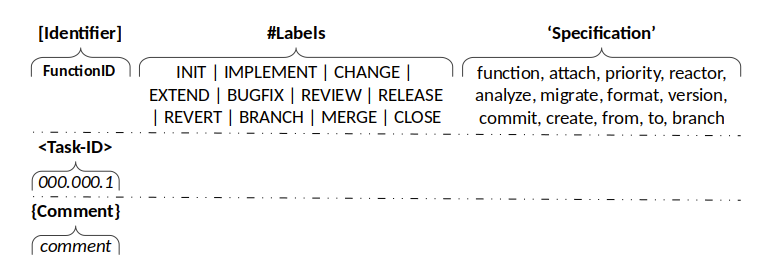 [Identifier] #Labels ‘Specification’
FunctionID INIT | IMPLEMENT | CHANGE | function, attach, priority, reactor,
EXTEND | BUGFIX | REVIEW | RELEASE analyze, migrate, format, version,
| REVERT | BRANCH | MERGE | CLOSE commit, create, from, to, branch
<Task-ID>
000.000.1
{Comment}
comment